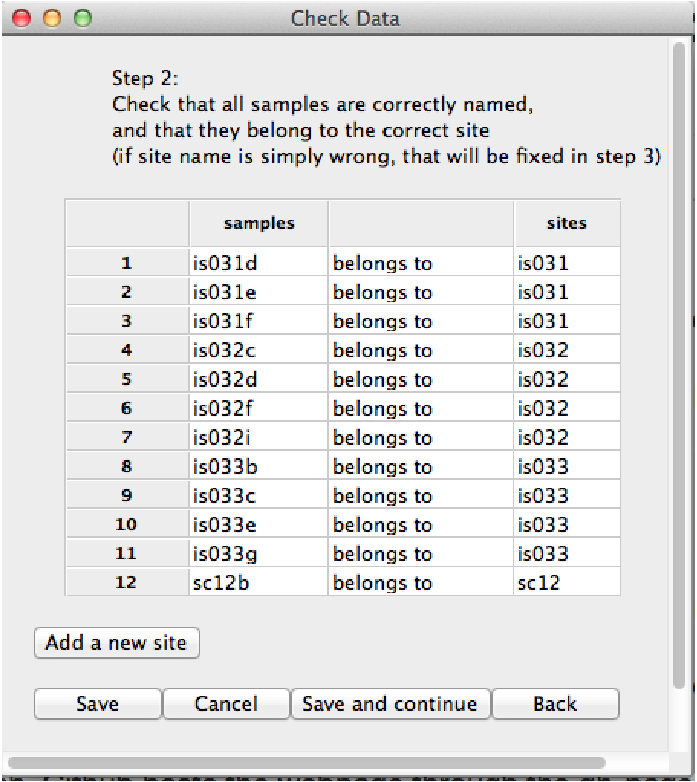 Check Data
Step 2:
Check that all samples are correctly named,
and that they belong to the correct site
(if site name is simply wrong, that will be fixed in step 3)
samples sites
1 is031d belongs to is031
2 is031e belongs to is031
3 is031f belongs to is031
4 is032c belongs to is032
5 is032d belongs to is032
6 is032f belongs to is032
7 is032i belongs to is032
8 is033b belongs to is033
9 is033c belongs to is033
10 is033e belongs to is033
11 is033g belongs to is033
12 sc12b belongs to sc12
Add a new site
Save Cancel Save and continue Back